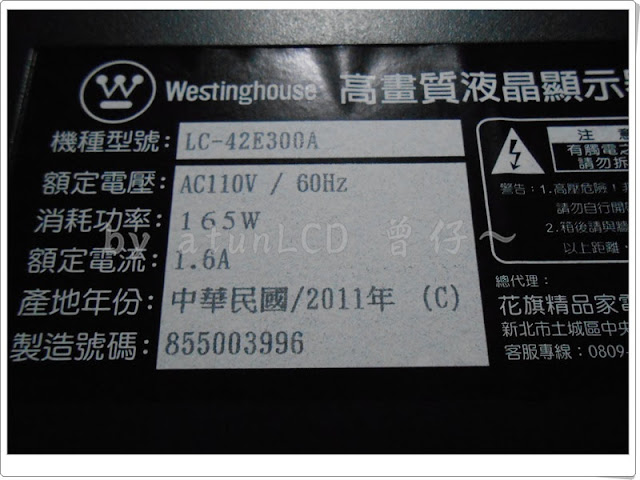 Westinghouse 高畫質液晶顯示
機種型號: LC-42E300A
額定電壓: AC110V / 60Hz
消耗功率: 165W
額定電流: 1.6A
產地年份: 中華民國/2011年 (C)
製造號碼: 855003996
by atunLCD 曾仔～
注 意
有觸電之
請勿拆
警告: 1.高壓危險!
請勿自行開
2.箱後請與牆
以上距離
總代理:
花旗精品家電
新北市土城區中央
客服專線: 0809-